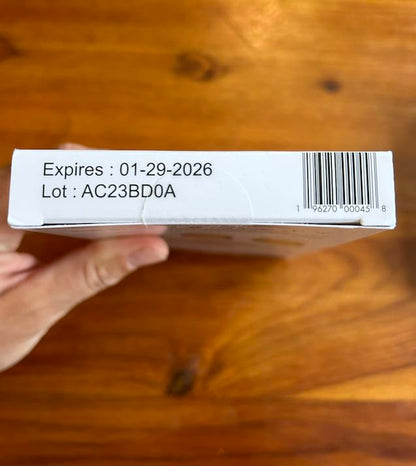 Expires : 01-29-2026
Lot : AC23BD0A
1 96270 00045 8